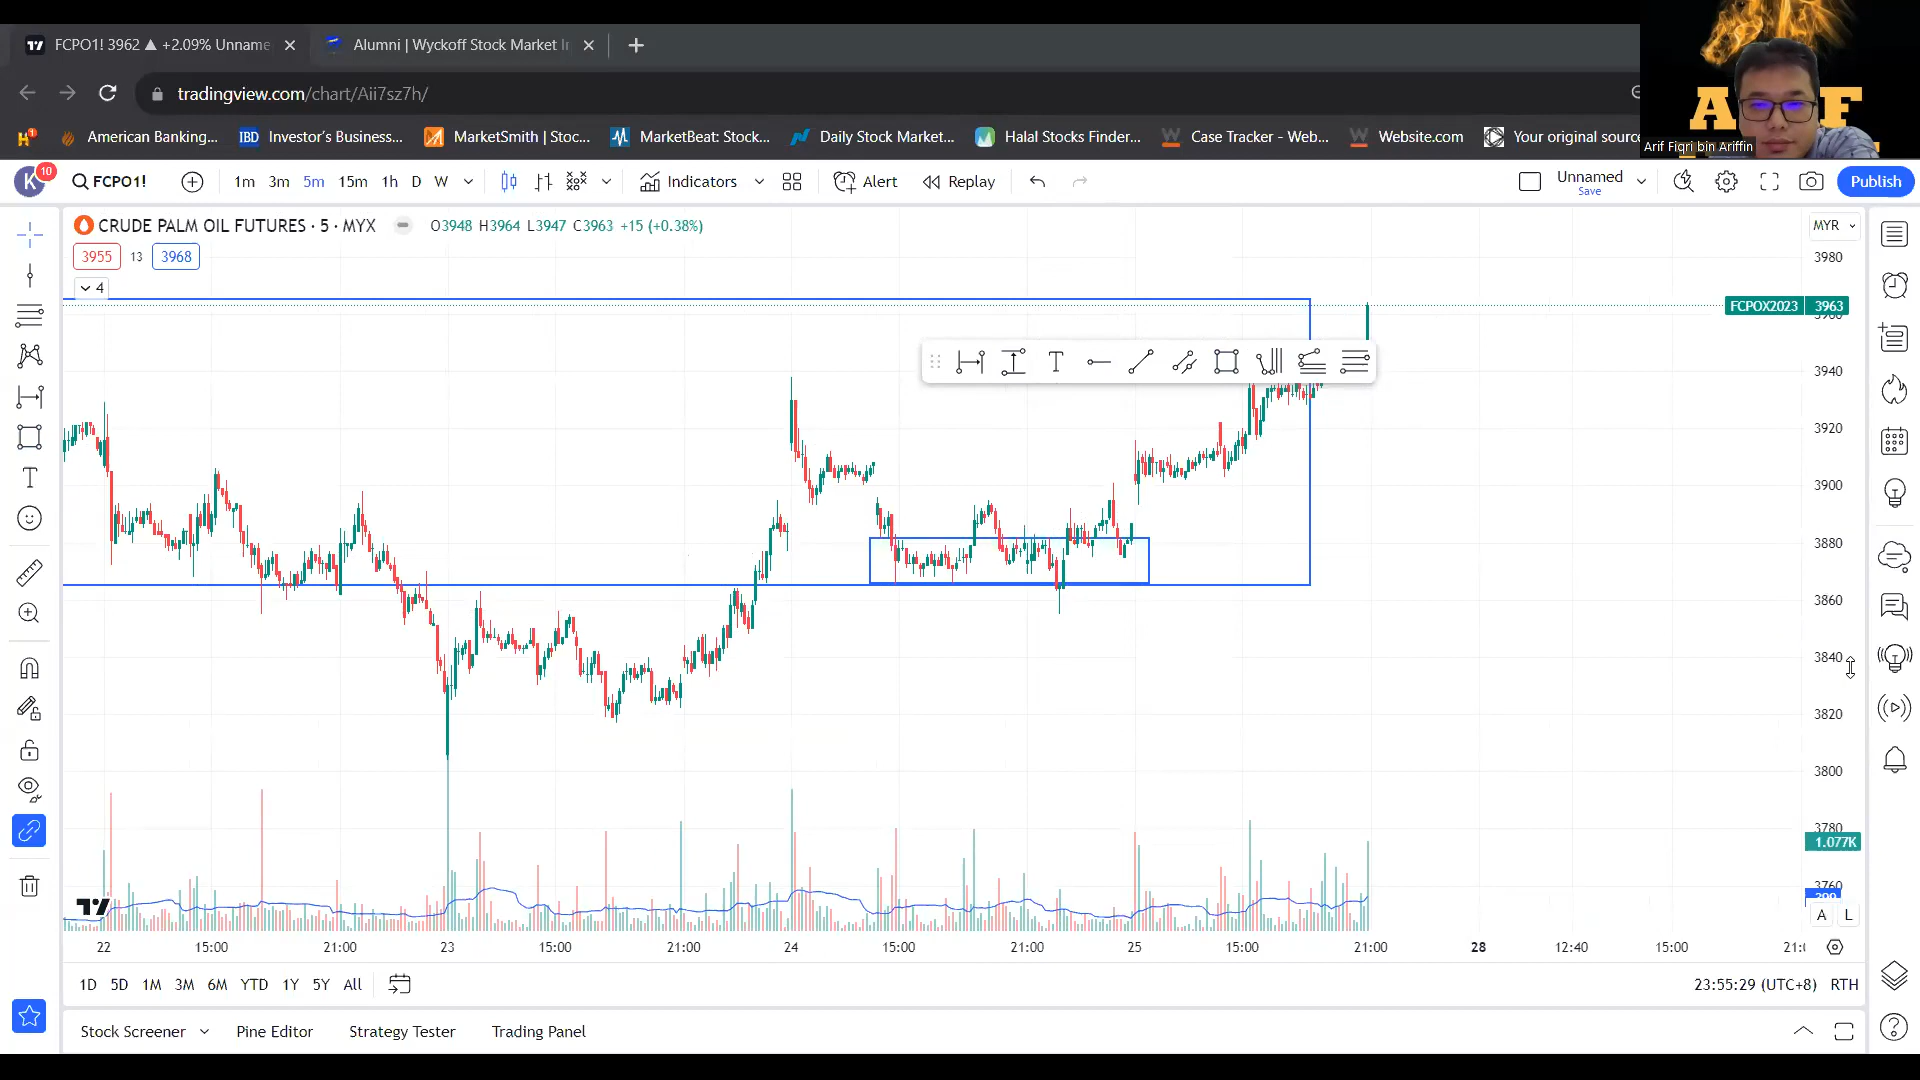 FCPO1! 3962 ▲ +2.09% Unname
Alumni | Wyckoff Stock Market I
tradingview.com/chart/Aii7sz7h/
American Banking...
IBD Investor's Business...
MarketSmith | Stoc...
MarketBeat: Stock...
Daily Stock Market...
Halal Stocks Finder...
Case Tracker - Web...
Website.com
Your original source
Arif Fiqri bin Ariffin
K 10
FCPO1!
1m 3m 5m 15m 1h D W
Indicators
Alert
Replay
Unnamed
Save
Publish
CRUDE PALM OIL FUTURES · 5 · MYX
O3948 H3964 L3947 C3963 +15 (+0.38%)
MYR
3955 13 3968
4
3980
FCPOX2023 3963
3960
3940
3920
3900
3880
3860
3840
3820
3800
3780
1.077K
3760
A L
22 15:00 21:00 23 15:00 21:00 24 15:00 21:00 25 15:00 21:00 28 12:40 15:00
1D 5D 1M 3M 6M YTD 1Y 5Y All
23:55:29 (UTC+8) RTH
Stock Screener Pine Editor Strategy Tester Trading Panel